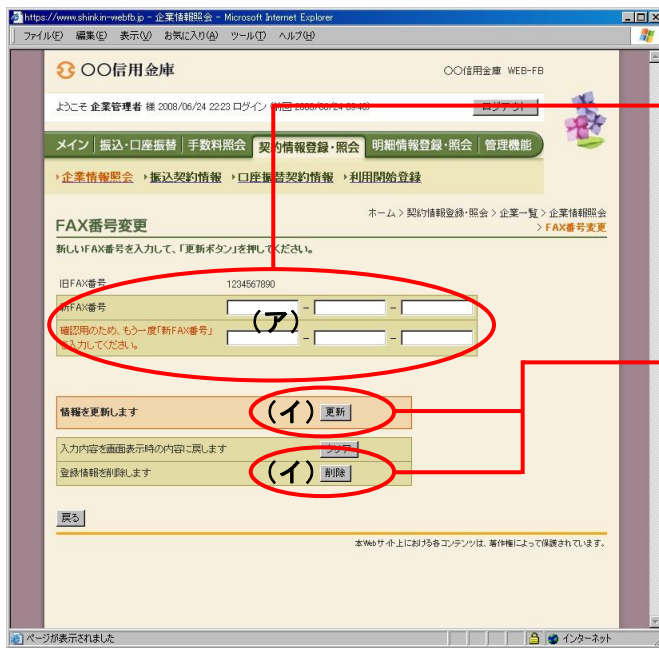 https://www.shinkin-webfb.jp - 企業情報照会 - Microsoft Internet Explorer
ファイル(F) 編集(E) 表示(V) お気に入り(A) ツール(T) ヘルプ(H)
〇〇信用金庫
〇〇信用金庫 WEB-FB
ようこそ 企業管理者 様 2008/06/24 22:23 ログイン (前回
ログアウト
メイン 振込・口座振替 手数料照会 契約情報登録・照会 明細情報登録・照会 管理機能
企業情報照会 振込契約情報 口座振替契約情報 利用開始登録
ホーム > 契約情報登録・照会 > 企業一覧 > 企業情報照会
> FAX番号変更
FAX番号変更
新しいFAX番号を入力して、「更新ボタン」を押してください。
旧FAX番号 1234567890
新FAX番号 - -
(ア)
確認用のため、もう一度「新FAX番号」
を入力してください。 - -
情報を更新します (イ) 更新
入力内容を画面表示時の内容に戻します クリア
登録情報を削除します (イ) 削除
戻る
本Webサイト上における各コンテンツは、著作権によって保護されています。
ページが表示されました
インターネット